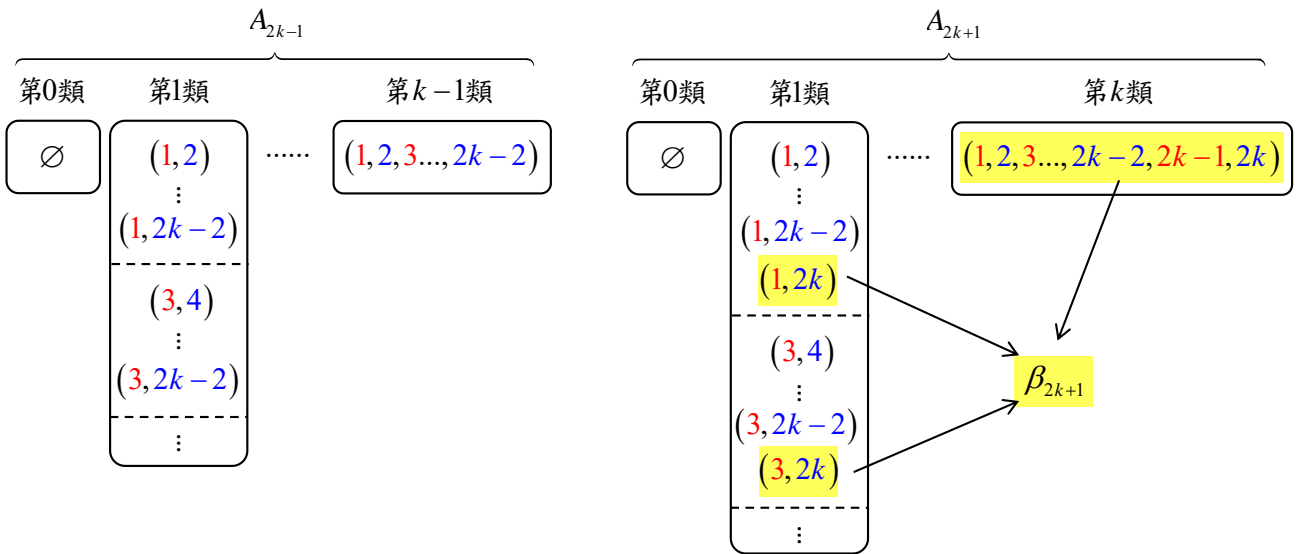 A_{2k-1}
第0類 第1類 第k-1類
∅ (1,2) ...... (1,2,3...,2k-2)
⋮
(1,2k-2)
(3,4)
⋮
(3,2k-2)
⋮
A_{2k+1}
第0類 第1類 第k類
∅ (1,2) ...... (1,2,3...,2k-2,2k-1,2k)
⋮
(1,2k-2)
(1,2k)
(3,4)
⋮
(3,2k-2)
(3,2k)
⋮
β_{2k+1}